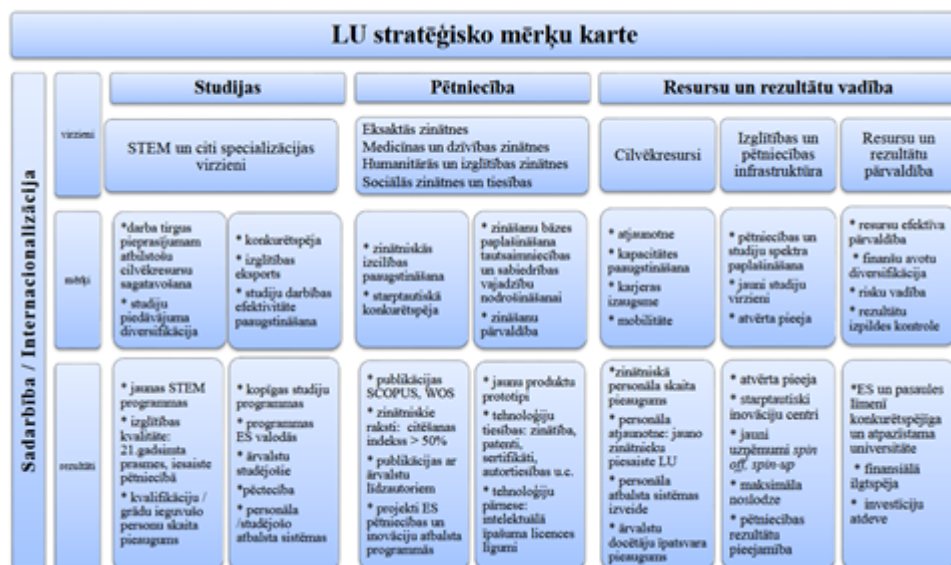 LU stratēģisko mērķu karte
Sadarbība / Internacionalizācija
Studijas
Pētniecība
Resursu un rezultātu vadība
virzieni
STEM un citi specializācijas
virzieni
Eksaktās zinātnes
Medicīnas un dzīvības zinātnes
Humanitārās un izglītības zinātnes
Sociālās zinātnes un tiesības
Cilvēkresursi
Izglītības un
pētniecības
infrastruktūra
Resursu un
rezultātu
pārvaldība
mērķi
*darba tirgus
pieprasījumam
atbilstošu
cilvēkresursu
sagatavošana
* studiju
piedāvājuma
diversifikācija
* konkurētspēja
* izglītības
eksports
* studiju darbības
efektivitāte
paaugstināšana
* zinātniskās
izcilības
paaugstināšana
* starptautiskā
konkurētspēja
* zināšanu bāzes
paplašināšana
tautsaimniecības
un sabiedrības
vajadzību
nodrošināšanai
* zināšanu
pārvaldība
* atjaunotne
* kapacitātes
paaugstināšana
* karjeras
izaugsme
* mobilitāte
* pētniecības un
studiju spektra
paplašināšana
* jauni studiju
virzieni
* atvērta pieeja
* resursu efektīva
pārvaldība
* finanšu avotu
diversifikācija
* risku vadība
* rezultātu
izpildes kontrole
rezultāti
* jaunas STEM
programmas
* izglītības
kvalitāte:
21.gadsimta
prasmes, iesaiste
pētniecībā
* kvalifikāciju /
grādu ieguvušo
personu skaita
pieaugums
* kopīgas studiju
programmas
* programmas
ES valodās
* ārvalstu
studējošie
*pēctecība
* personāla
/studējošo
atbalsta sistēmas
* publikācijas
SCOPUS, WOS
* zinātniskie
raksti: citēšanas
indekss > 50%
* publikācijas ar
ārvalstu
līdzautoriem
* projekti ES
pētniecības un
inovāciju atbalsta
programmās
* jaunu produktu
prototipi
* tehnoloģiju
tiesības: zinātība,
patenti,
sertifikāti,
autortiesības u.c.
* tehnoloģiju
pārnese:
intelektuālā
īpašuma licences
līgumi
*zinātniskā
personāla skaita
pieaugums
* personāla
atjaunotne: jauno
zinātnieku
piesaiste LU
* personāla
atbalsta sistēmas
izveide
* ārvalstu
docētāju īpatsvara
pieaugums
* atvērta pieeja
* starptautiski
inovāciju centri
* jauni
uzņēmumi spin
off, spin-up
* maksimāla
noslodze
* pētniecības
rezultātu
pieejamība
*ES un pasaules
līmenī
konkurētspējīga
un atpazīstama
universitāte
* finansiālā
ilgtspēja
* investīciju
atdeve